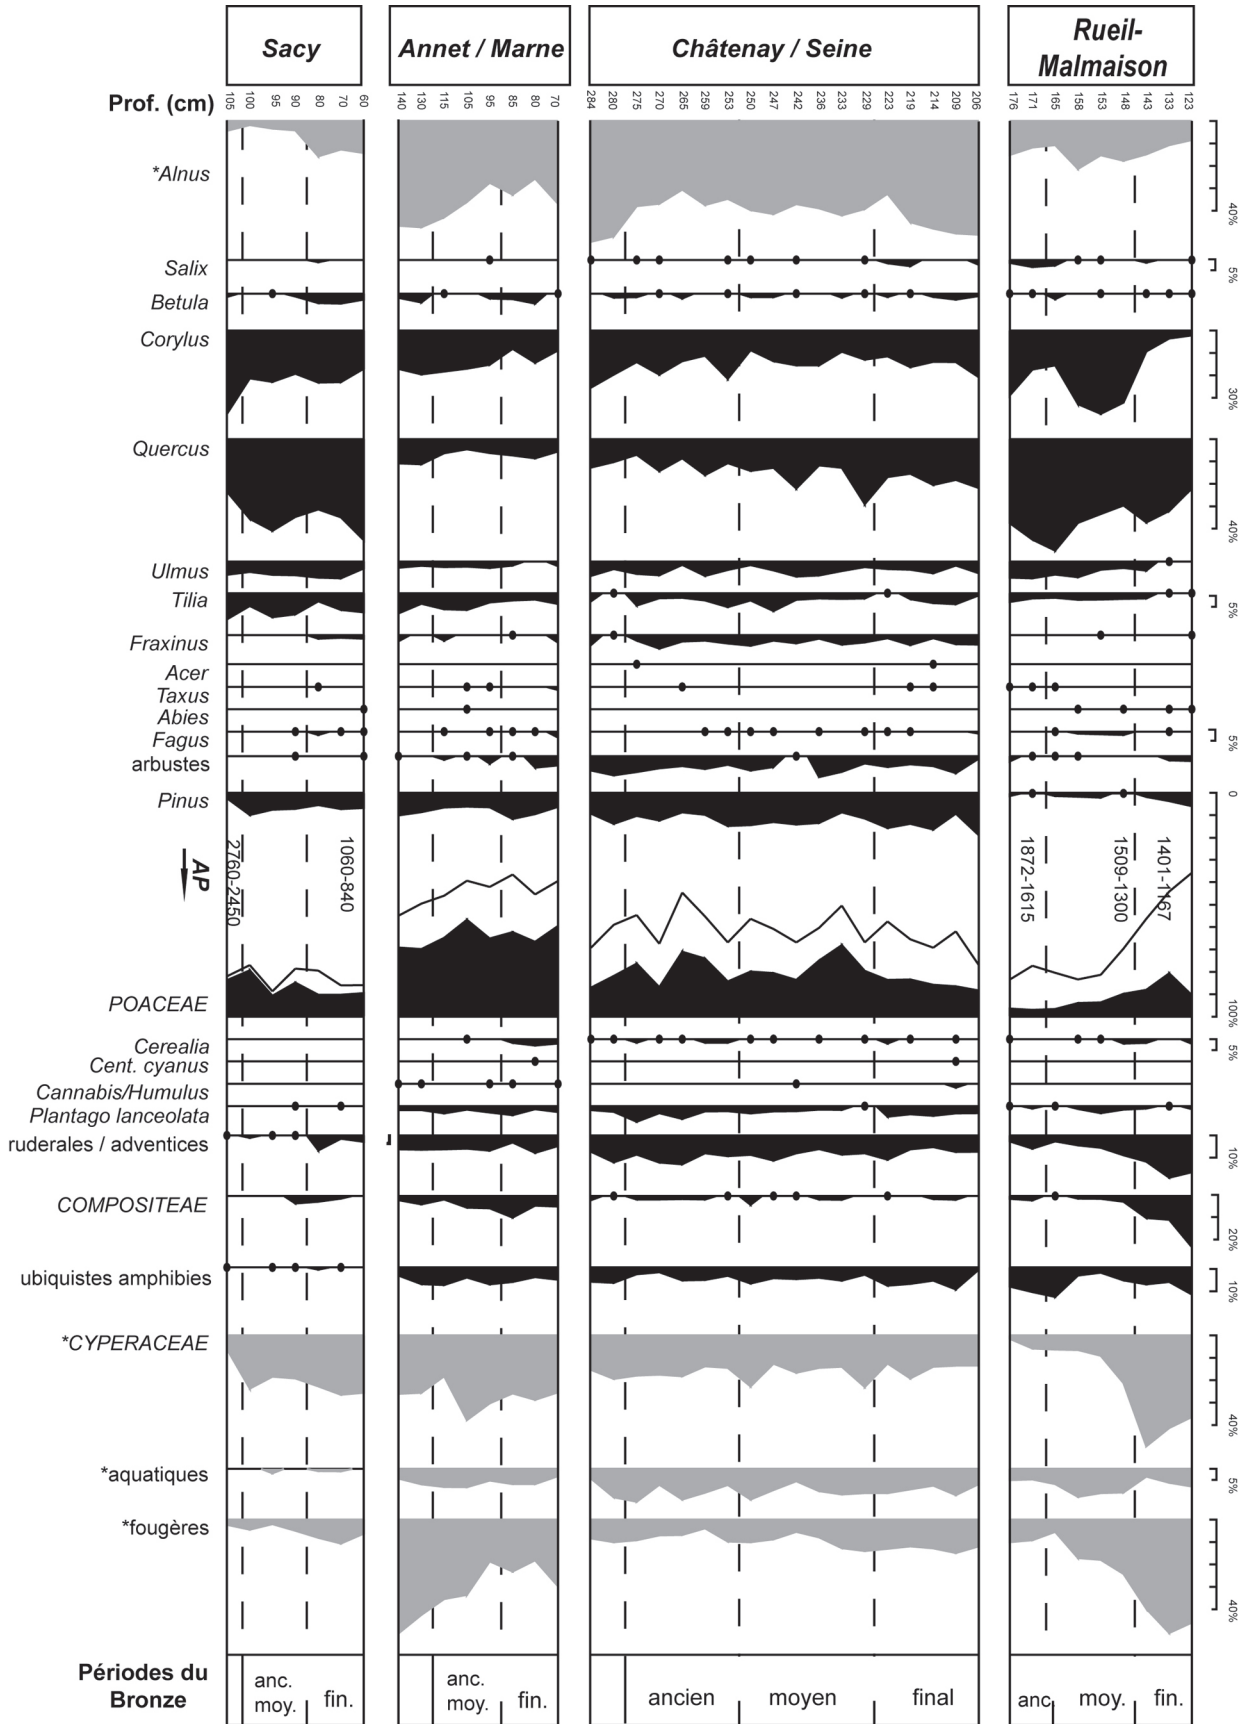 Sacy
Annet / Marne
Châtenay / Seine
Rueil-
Malmaison
Prof. (cm)
105 100 95 90 80 70 60
140 130 115 105 95 85 80 70
284 280 275 270 265 259 253 250 247 242 236 233 229 223 219 214 209 206
176 171 165 158 153 148 143 133 123
*Alnus
40%
Salix
5%
Betula
Corylus
30%
Quercus
40%
Ulmus
Tilia
5%
Fraxinus
Acer
Taxus
Abies
Fagus
5%
arbustes
Pinus
0
AP
2760-2450
1060-840
1872-1615
1509-1300
1401-1167
POACEAE
100%
Cerealia
5%
Cent. cyanus
Cannabis/Humulus
Plantago lanceolata
ruderales / adventices
10%
COMPOSITEAE
20%
ubiquistes amphibies
10%
*CYPERACEAE
40%
*aquatiques
5%
*fougères
40%
Périodes du
Bronze
anc.
moy.
fin.
anc.
moy.
fin.
ancien
moyen
final
anc.
moy.
fin.